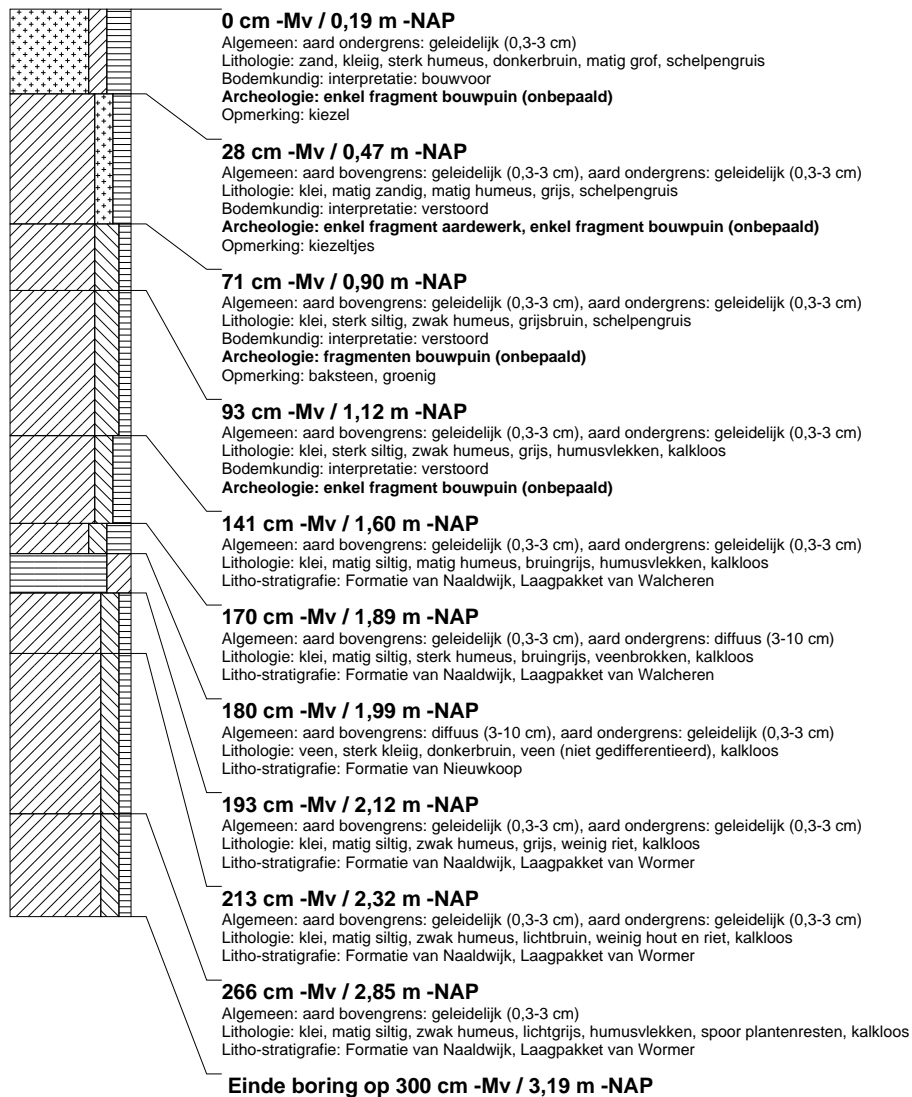 0 cm -Mv / 0,19 m -NAP
Algemeen: aard ondergrens: geleidelijk (0,3-3 cm)
Lithologie: zand, kleiig, sterk humeus, donkerbruin, matig grof, schelpengruis
Bodemkundig: interpretatie: bouwvoor
Archeologie: enkel fragment bouwpuin (onbepaald)
Opmerking: kiezel
28 cm -Mv / 0,47 m -NAP
Algemeen: aard bovengrens: geleidelijk (0,3-3 cm), aard ondergrens: geleidelijk (0,3-3 cm)
Lithologie: klei, matig zandig, matig humeus, grijs, schelpengruis
Bodemkundig: interpretatie: verstoord
Archeologie: enkel fragment aardewerk, enkel fragment bouwpuin (onbepaald)
Opmerking: kiezeltjes
71 cm -Mv / 0,90 m -NAP
Algemeen: aard bovengrens: geleidelijk (0,3-3 cm), aard ondergrens: geleidelijk (0,3-3 cm)
Lithologie: klei, sterk siltig, zwak humeus, grijsbruin, schelpengruis
Bodemkundig: interpretatie: verstoord
Archeologie: fragmenten bouwpuin (onbepaald)
Opmerking: baksteen, groenig
93 cm -Mv / 1,12 m -NAP
Algemeen: aard bovengrens: geleidelijk (0,3-3 cm), aard ondergrens: geleidelijk (0,3-3 cm)
Lithologie: klei, sterk siltig, zwak humeus, grijs, humusvlekken, kalkloos
Bodemkundig: interpretatie: verstoord
Archeologie: enkel fragment bouwpuin (onbepaald)
141 cm -Mv / 1,60 m -NAP
Algemeen: aard bovengrens: geleidelijk (0,3-3 cm), aard ondergrens: geleidelijk (0,3-3 cm)
Lithologie: klei, matig siltig, matig humeus, bruingrijs, humusvlekken, kalkloos
Litho-stratigrafie: Formatie van Naaldwijk, Laagpakket van Walcheren
170 cm -Mv / 1,89 m -NAP
Algemeen: aard bovengrens: geleidelijk (0,3-3 cm), aard ondergrens: diffuus (3-10 cm)
Lithologie: klei, matig siltig, sterk humeus, bruingrijs, veenbrokken, kalkloos
Litho-stratigrafie: Formatie van Naaldwijk, Laagpakket van Walcheren
180 cm -Mv / 1,99 m -NAP
Algemeen: aard bovengrens: diffuus (3-10 cm), aard ondergrens: geleidelijk (0,3-3 cm)
Lithologie: veen, sterk kleiig, donkerbruin, veen (niet gedifferentieerd), kalkloos
Litho-stratigrafie: Formatie van Nieuwkoop
193 cm -Mv / 2,12 m -NAP
Algemeen: aard bovengrens: geleidelijk (0,3-3 cm), aard ondergrens: geleidelijk (0,3-3 cm)
Lithologie: klei, matig siltig, zwak humeus, grijs, weinig riet, kalkloos
Litho-stratigrafie: Formatie van Naaldwijk, Laagpakket van Wormer
213 cm -Mv / 2,32 m -NAP
Algemeen: aard bovengrens: geleidelijk (0,3-3 cm), aard ondergrens: geleidelijk (0,3-3 cm)
Lithologie: klei, matig siltig, zwak humeus, lichtbruin, weinig hout en riet, kalkloos
Litho-stratigrafie: Formatie van Naaldwijk, Laagpakket van Wormer
266 cm -Mv / 2,85 m -NAP
Algemeen: aard bovengrens: geleidelijk (0,3-3 cm)
Lithologie: klei, matig siltig, zwak humeus, lichtgrijs, humusvlekken, spoor plantenresten, kalkloos
Litho-stratigrafie: Formatie van Naaldwijk, Laagpakket van Wormer
Einde boring op 300 cm -Mv / 3,19 m -NAP